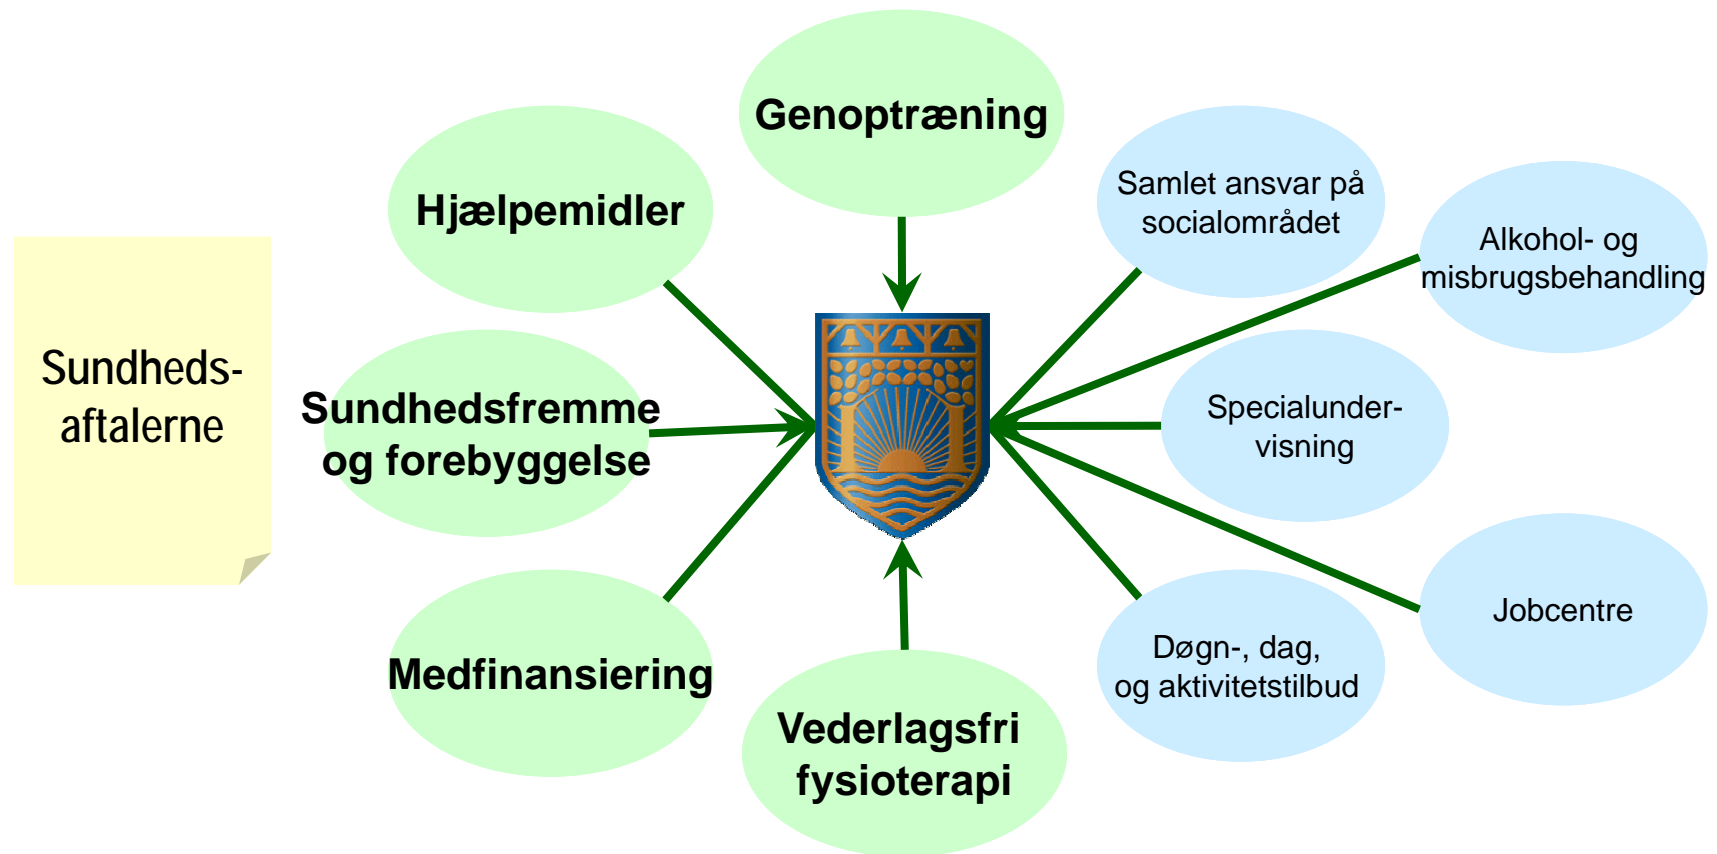 Sundheds-
aftalerne
Genoptræning
Hjælpemidler
Sundhedsfremme
og forebyggelse
Medfinansiering
Vederlagsfri
fysioterapi
Samlet ansvar på
socialområdet
Alkohol- og
misbrugsbehandling
Specialunder-
visning
Jobcentre
Døgn-, dag,
og aktivitetstilbud